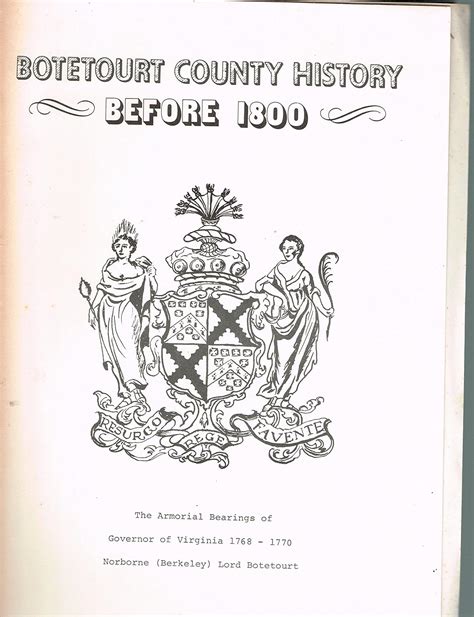 BOTETOURT COUNTY HISTORY
BEFORE 1800
RESURGO
REGE
FAVENTE
The Armorial Bearings of
Governor of Virginia 1768 - 1770
Norborne (Berkeley) Lord Botetourt